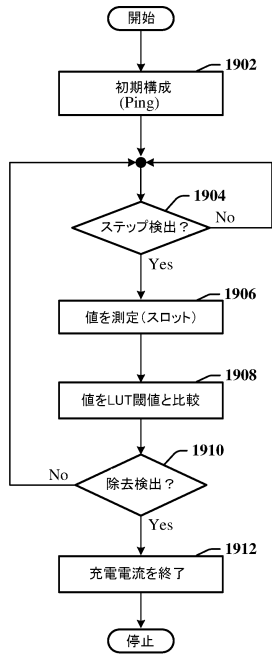 開始
1902
初期構成
(Ping)
1904
ステップ検出？
No
Yes
1906
値を測定（スロット）
1908
値をLUT閾値と比較
1910
No
除去検出？
Yes
1912
充電電流を終了
停止